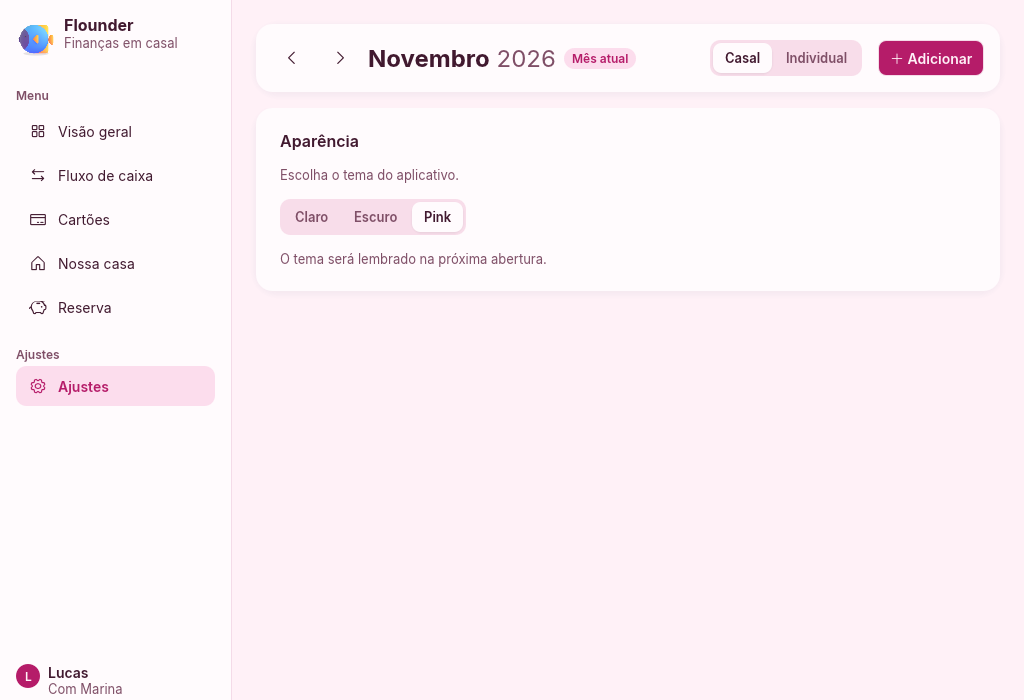 Flounder
Finanças em casal
Menu
Visão geral
Fluxo de caixa
Cartões
Nossa casa
Reserva
Ajustes
Ajustes
L
Lucas
Com Marina
Novembro 2026 Mês atual
Casal Individual
+ Adicionar
Aparência
Escolha o tema do aplicativo.
Claro Escuro Pink
O tema será lembrado na próxima abertura.